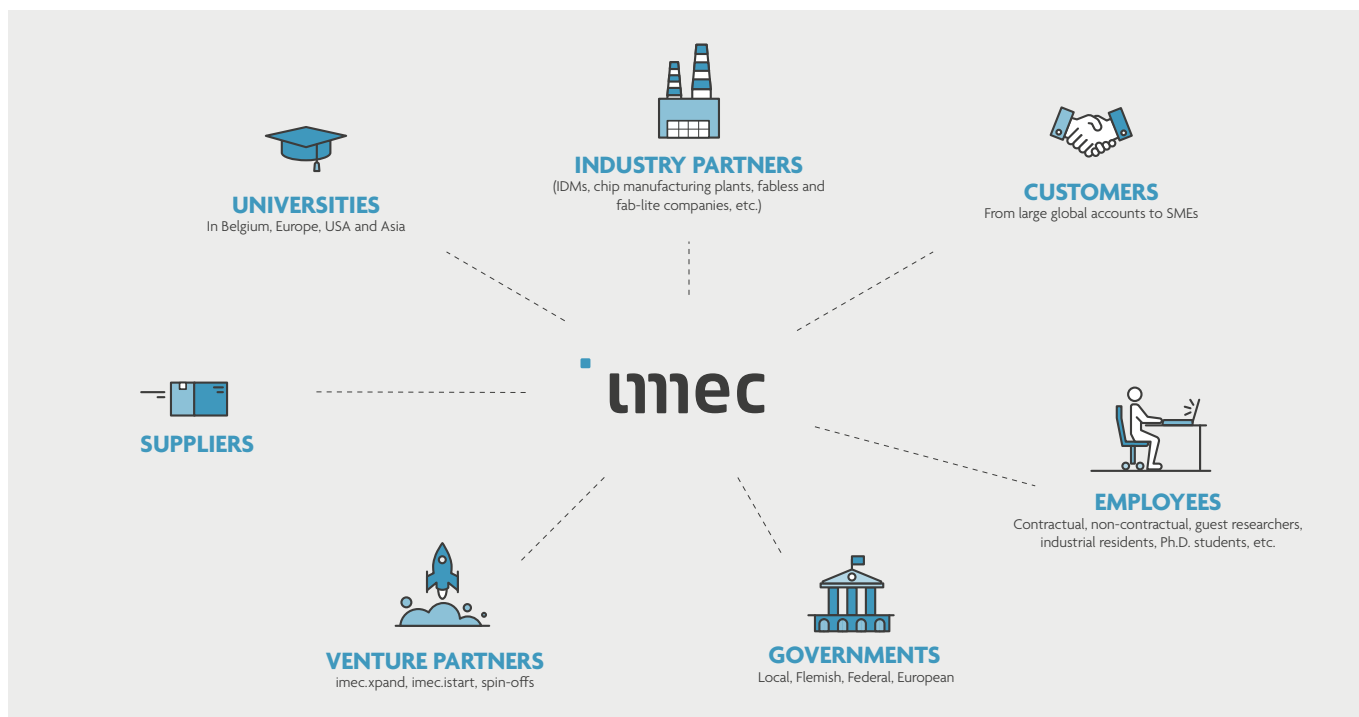 INDUSTRY PARTNERS
(IDMs, chip manufacturing plants, fabless and
fab-lite companies, etc.)
UNIVERSITIES
In Belgium, Europe, USA and Asia
CUSTOMERS
From large global accounts to SMEs
imec
SUPPLIERS
EMPLOYEES
Contractual, non-contractual, guest researchers,
industrial residents, Ph.D. students, etc.
VENTURE PARTNERS
imec.xpand, imec.istart, spin-offs
GOVERNMENTS
Local, Flemish, Federal, European